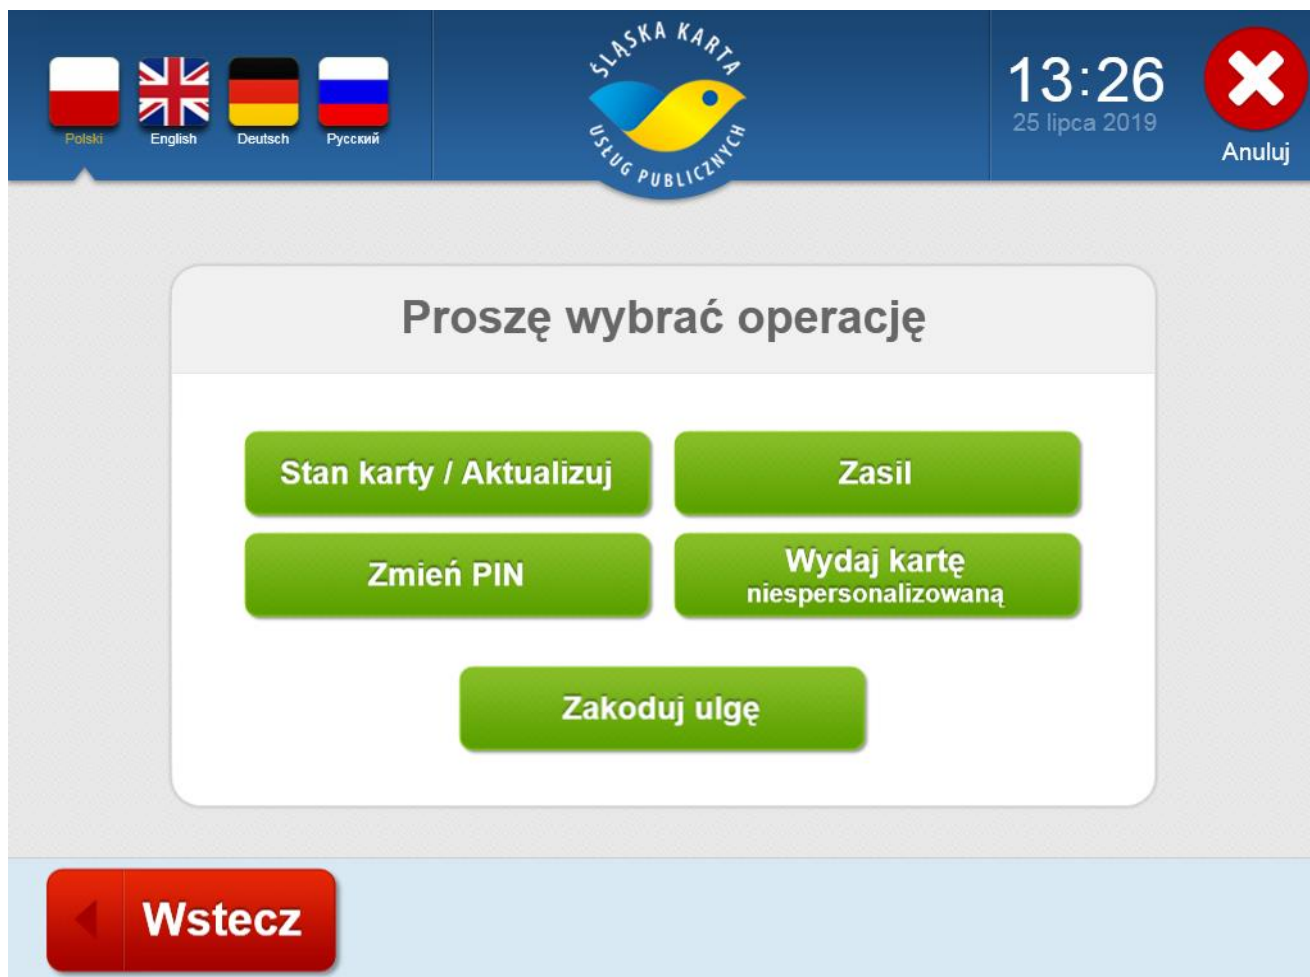 Polski
English
Deutsch
Русский
ŚLĄSKA KARTA
USŁUG PUBLICZNYCH
13:26
25 lipca 2019
Anuluj
Proszę wybrać operację
Stan karty / Aktualizuj
Zasil
Zmień PIN
Wydaj kartę
niespersonalizowaną
Zakoduj ulgę
Wstecz